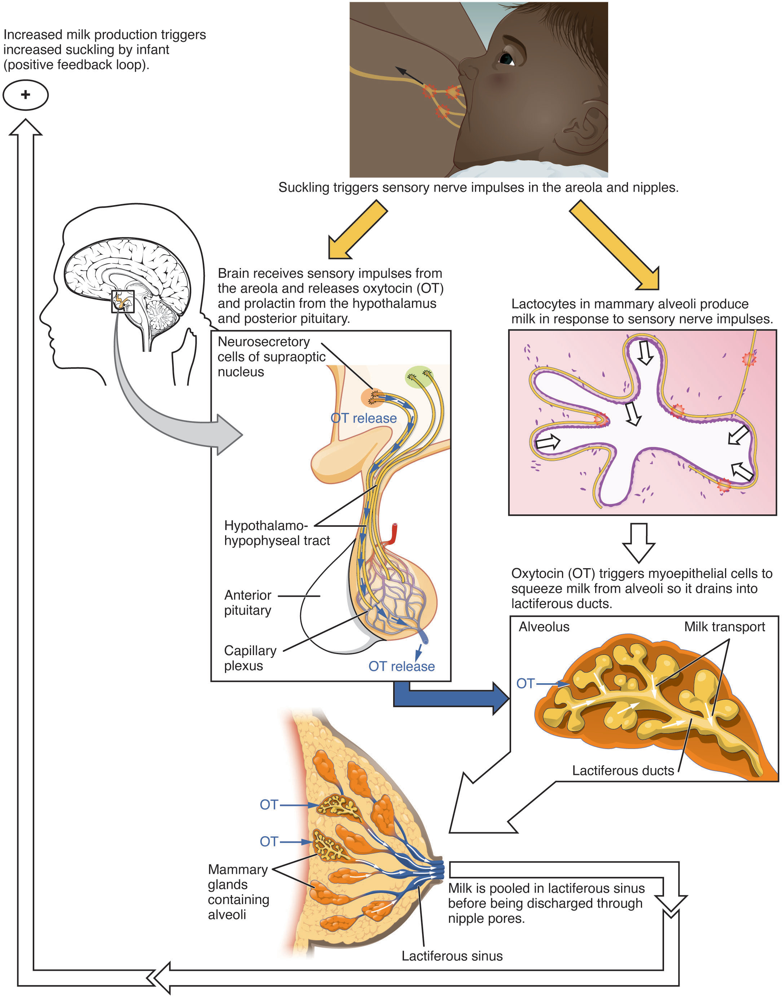 Increased milk production triggers
increased suckling by infant
(positive feedback loop).
+
Suckling triggers sensory nerve impulses in the areola and nipples.
Brain receives sensory impulses from
the areola and releases oxytocin (OT)
and prolactin from the hypothalamus
and posterior pituitary.
Neurosecretory
cells of supraoptic
nucleus
OT release
Hypothalamo-
hypophyseal tract
Anterior
pituitary
Capillary
plexus
OT release
Lactocytes in mammary alveoli produce
milk in response to sensory nerve impulses.
Oxytocin (OT) triggers myoepithelial cells to
squeeze milk from alveoli so it drains into
lactiferous ducts.
Alveolus
Milk transport
OT
Lactiferous ducts
OT
OT
Mammary
glands
containing
alveoli
Milk is pooled in lactiferous sinus
before being discharged through
nipple pores.
Lactiferous sinus